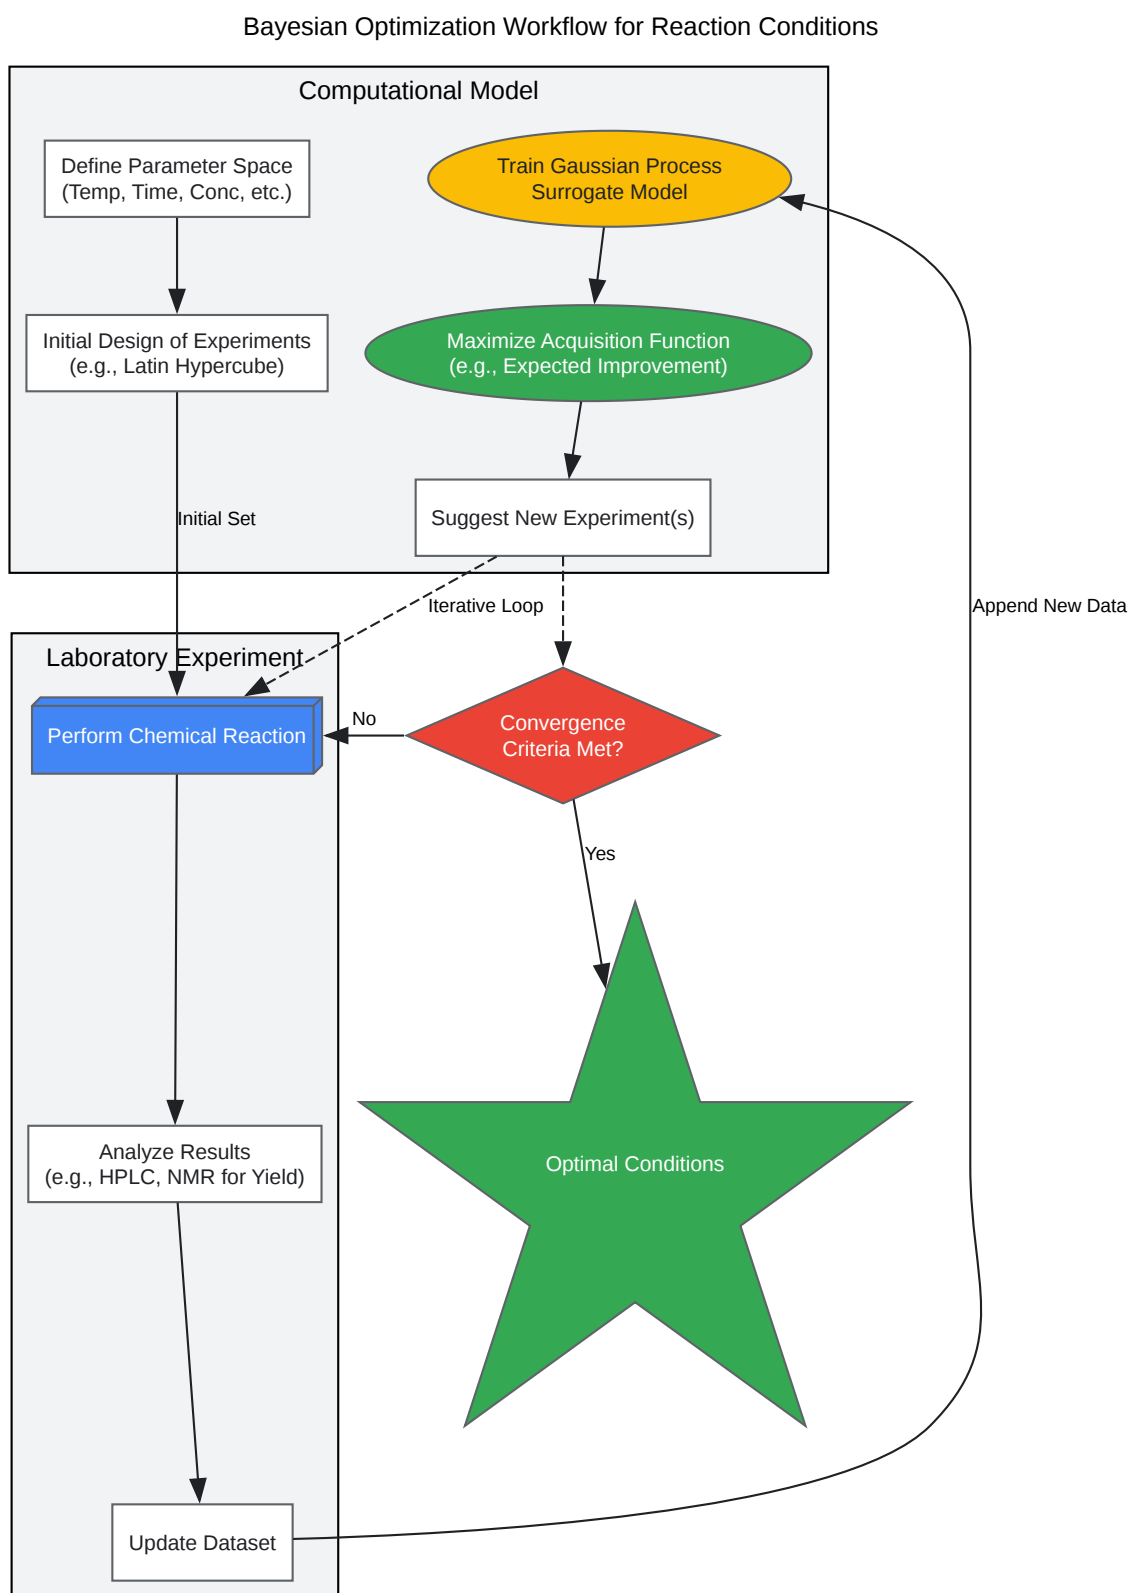 Bayesian Optimization Workflow for Reaction Conditions
Computational Model
Define Parameter Space
(Temp, Time, Conc, etc.)
Train Gaussian Process
Surrogate Model
Initial Design of Experiments
(e.g., Latin Hypercube)
Maximize Acquisition Function
(e.g., Expected Improvement)
Initial Set
Suggest New Experiment(s)
Iterative Loop
Append New Data
Laboratory Experiment
Perform Chemical Reaction
No
Convergence
Criteria Met?
Yes
Analyze Results
(e.g., HPLC, NMR for Yield)
Optimal Conditions
Update Dataset